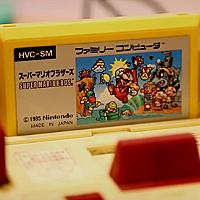 HVC-SM
ファミリー コンピュータ
スーパーマリオブラザーズ
SUPER MARIO BROS.
© 1985 Nintendo
MADE IN JAPAN